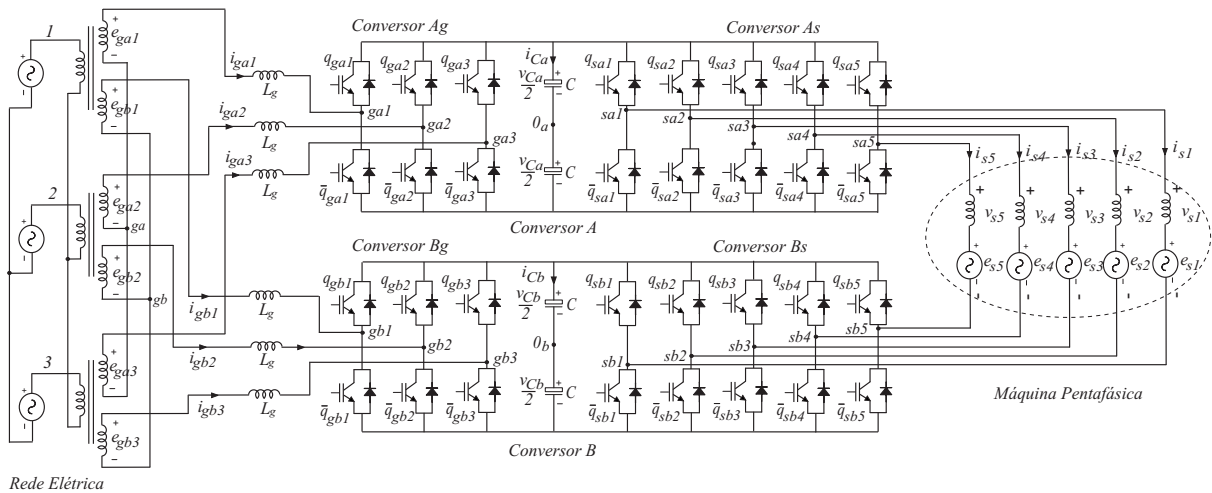 Conversor Ag
Conversor As
1
+
e_ga1
−
i_ga1
L_g
q_ga1
q_ga2
q_ga3
i_Ca
v_Ca/2
+
−
C
q_sa1
q_sa2
q_sa3
q_sa4
q_sa5
+
e_gb1
−
i_ga2
L_g
ga1
ga2
ga3
0_a
sa1
sa2
sa3
sa4
sa5
i_ga3
L_g
q̅_ga1
q̅_ga2
q̅_ga3
v_Ca/2
+
−
C
q̅_sa1
q̅_sa2
q̅_sa3
q̅_sa4
q̅_sa5
i_s5
i_s4
i_s3
i_s2
i_s1
2
+
e_ga2
−
ga
Conversor A
v_s5
v_s4
v_s3
v_s2
v_s1
+
e_gb2
−
gb
Conversor Bg
Conversor Bs
e_s5
e_s4
e_s3
e_s2
e_s1
i_gb1
L_g
q_gb1
q_gb2
q_gb3
i_Cb
v_Cb/2
+
−
C
q_sb1
q_sb2
q_sb3
q_sb4
q_sb5
3
+
e_ga3
−
i_gb2
L_g
gb1
gb2
gb3
0_b
sb1
sb2
sb3
sb4
sb5
+
e_gb3
−
i_gb3
L_g
q̅_gb1
q̅_gb2
q̅_gb3
v_Cb/2
+
−
C
q̅_sb1
q̅_sb2
q̅_sb3
q̅_sb4
q̅_sb5
Máquina Pentafásica
Conversor B
Rede Elétrica